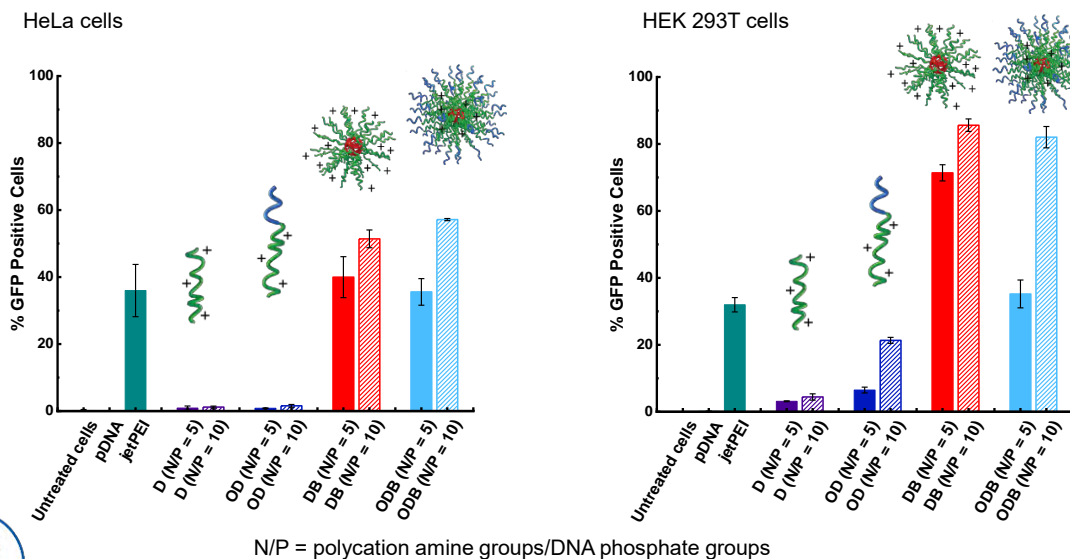 HeLa cells
% GFP Positive Cells
100
80
60
40
20
0
+
+
+
+
+
+
+ + + + + + + + + + + + + + +
+ + + + + +
Untreated cells
pDNA
jetPEI
D (N/P = 5)
D (N/P = 10)
OD (N/P = 5)
OD (N/P = 10)
DB (N/P = 5)
DB (N/P = 10)
ODB (N/P = 5)
ODB (N/P = 10)
HEK 293T cells
% GFP Positive Cells
100
80
60
40
20
0
+
+
+
+
+
+
+ + + + + + + + + + + + +
+ + + + + +
Untreated cells
pDNA
jetPEI
D (N/P = 5)
D (N/P = 10)
OD (N/P = 5)
OD (N/P = 10)
DB (N/P = 5)
DB (N/P = 10)
ODB (N/P = 5)
ODB (N/P = 10)
N/P = polycation amine groups/DNA phosphate groups